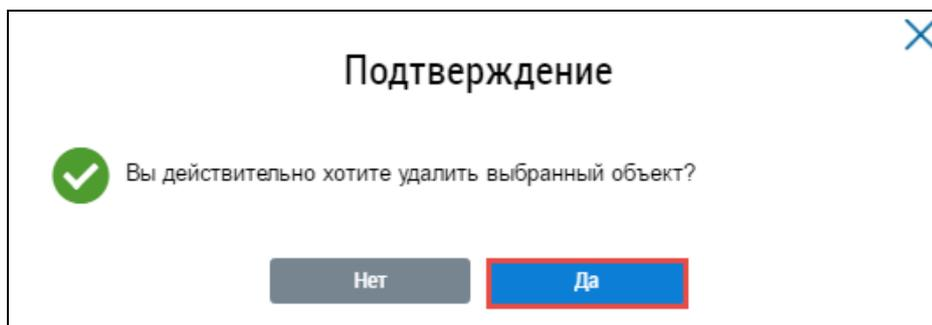 Подтверждение
Вы действительно хотите удалить выбранный объект?
Нет
Да